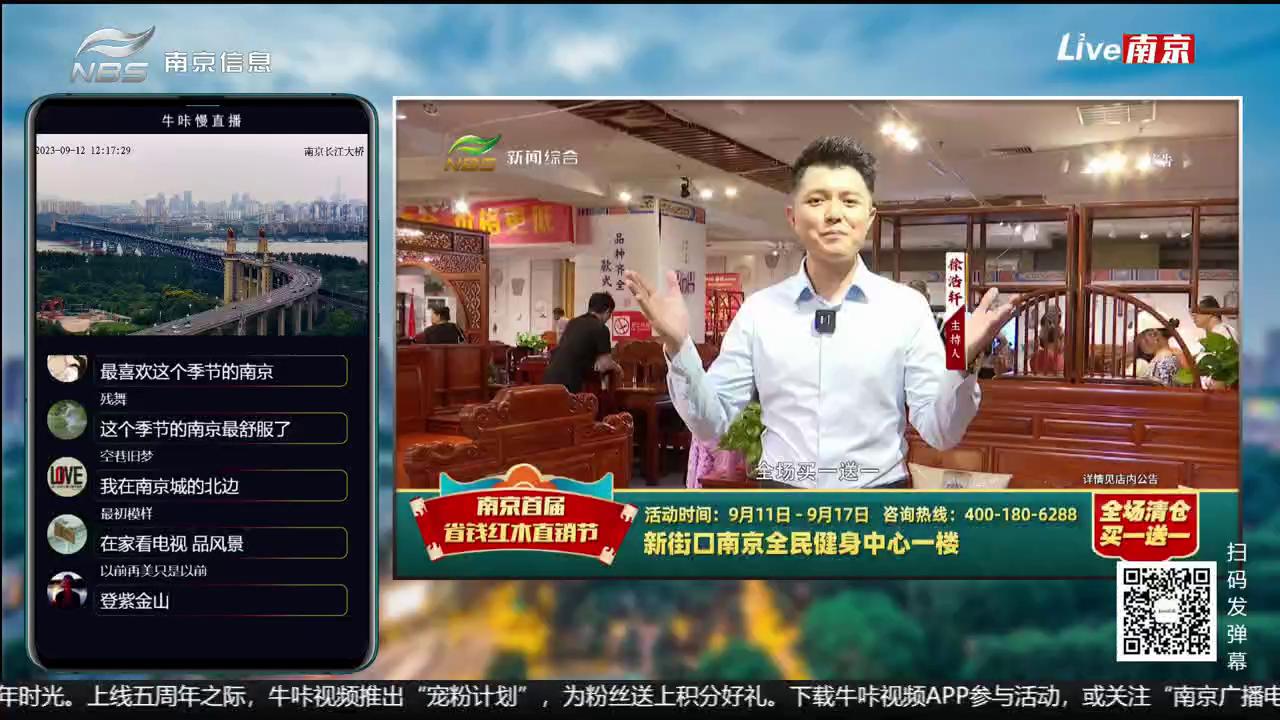 NBS 南京信息
Live南京
牛咔慢直播
2023-09-12 12:17:29
南京长江大桥
最喜欢这个季节的南京
残舞
这个季节的南京最舒服了
空巷旧梦
LOVE
我在南京城的北边
最初模样
在家看电视 品风景
以前再美只是以前
登紫金山
NBS 新闻综合
品种齐全
款式
徐浩轩
主持人
全场买一送一
详情见店内公告
南京首届
省钱红木直销节
活动时间：9月11日-9月17日 咨询热线：400-180-6288
新街口南京全民健身中心一楼
全场清仓
买一送一
扫码发弹幕
年时光。上线五周年之际，牛咔视频推出“宠粉计划”，为粉丝送上积分好礼。下载牛咔视频APP参与活动，或关注“南京广播电